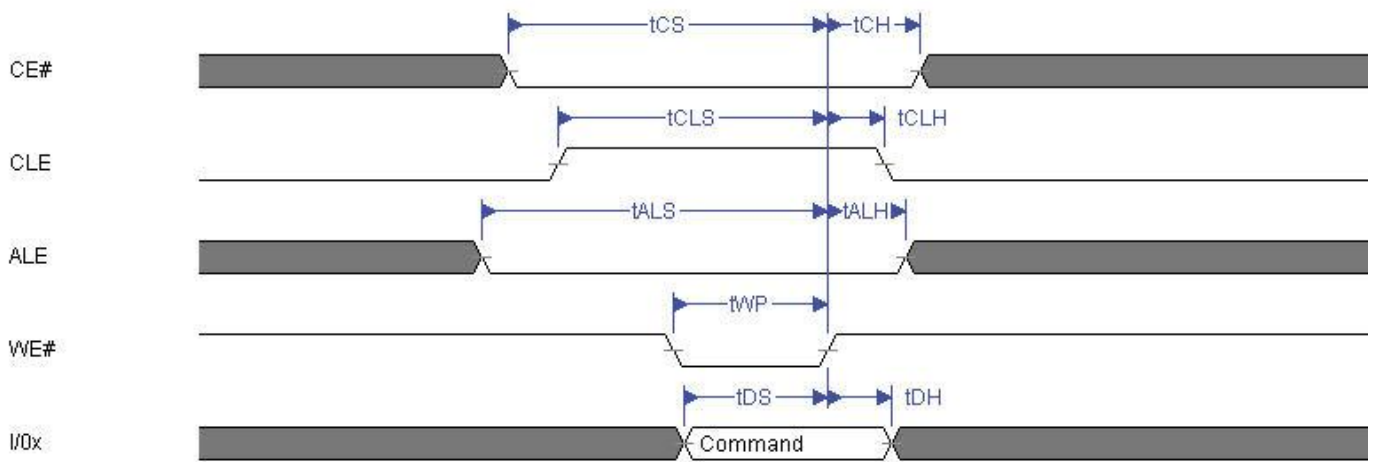 tCS tCH
CE#
tCLS tCLH
CLE
tALS tALH
ALE
tWP
WE#
tDS tDH
I/0x Command